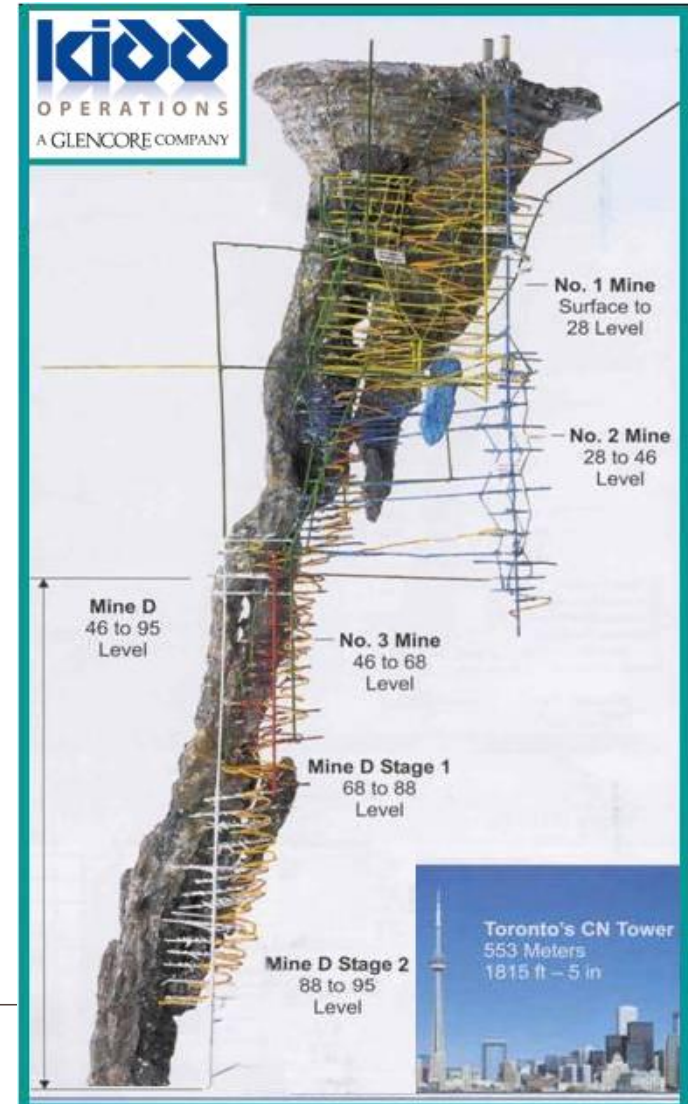 kidd
OPERATIONS
A GLENCORE COMPANY
No. 1 Mine
Surface to
28 Level
No. 2 Mine
28 to 46
Level
Mine D
46 to 95
Level
No. 3 Mine
46 to 68
Level
Mine D Stage 1
68 to 88
Level
Mine D Stage 2
88 to 95
Level
Toronto's CN Tower
553 Meters
1815 ft – 5 in